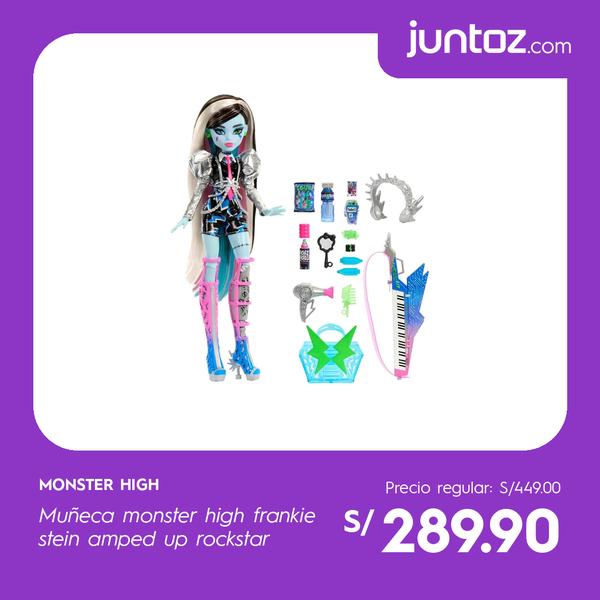 juntoz.com
MONSTER HIGH
Muñeca monster high frankie
stein amped up rockstar
Precio regular: S/449.00
S/289.90